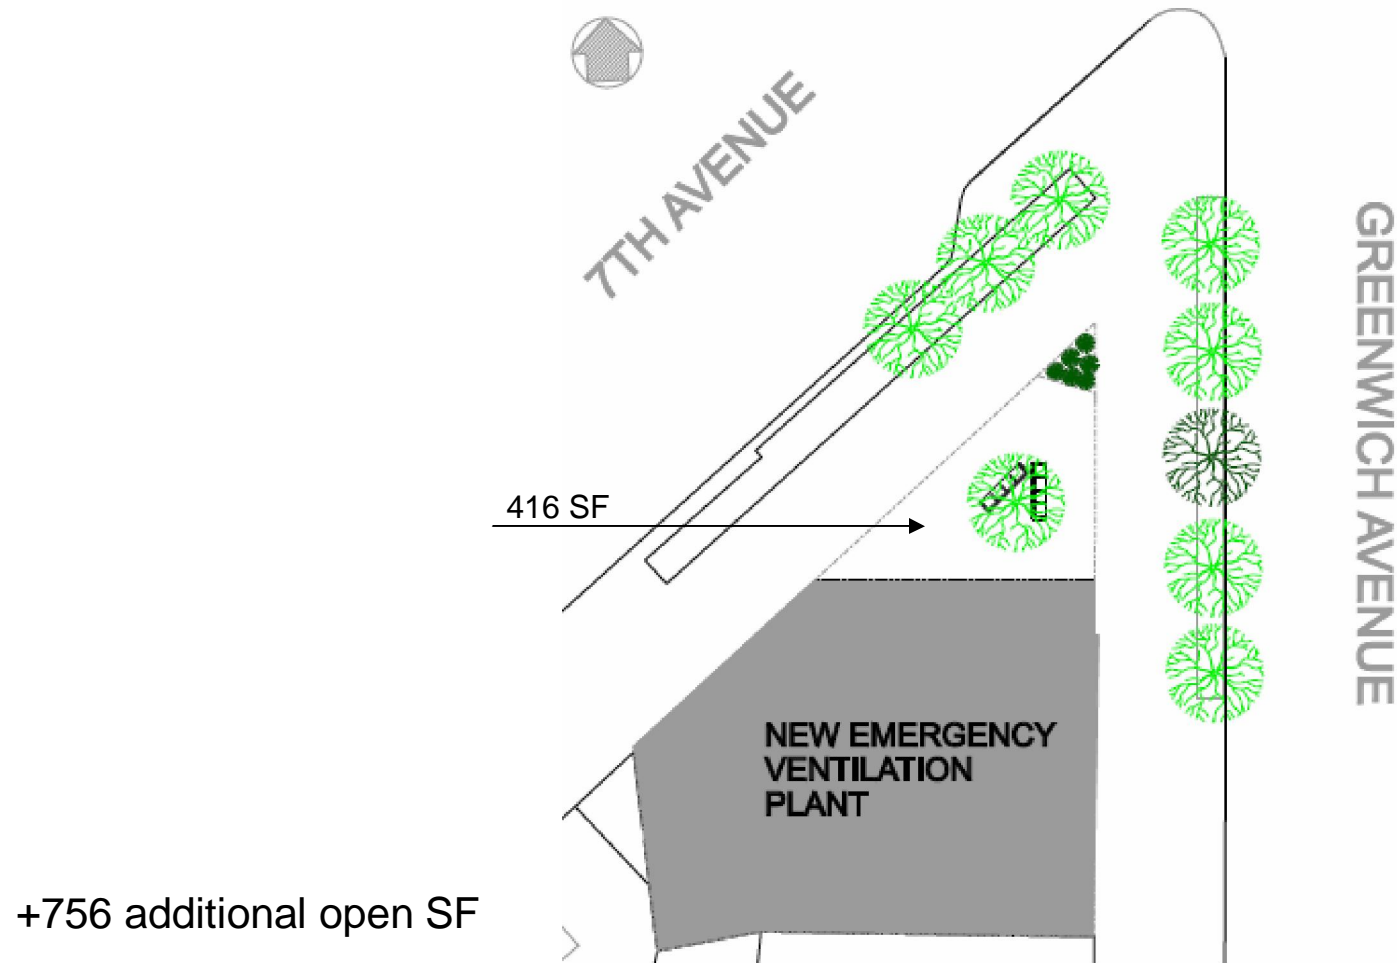 7TH AVENUE
GREENWICH AVENUE
416 SF
NEW EMERGENCY
VENTILATION
PLANT
+756 additional open SF